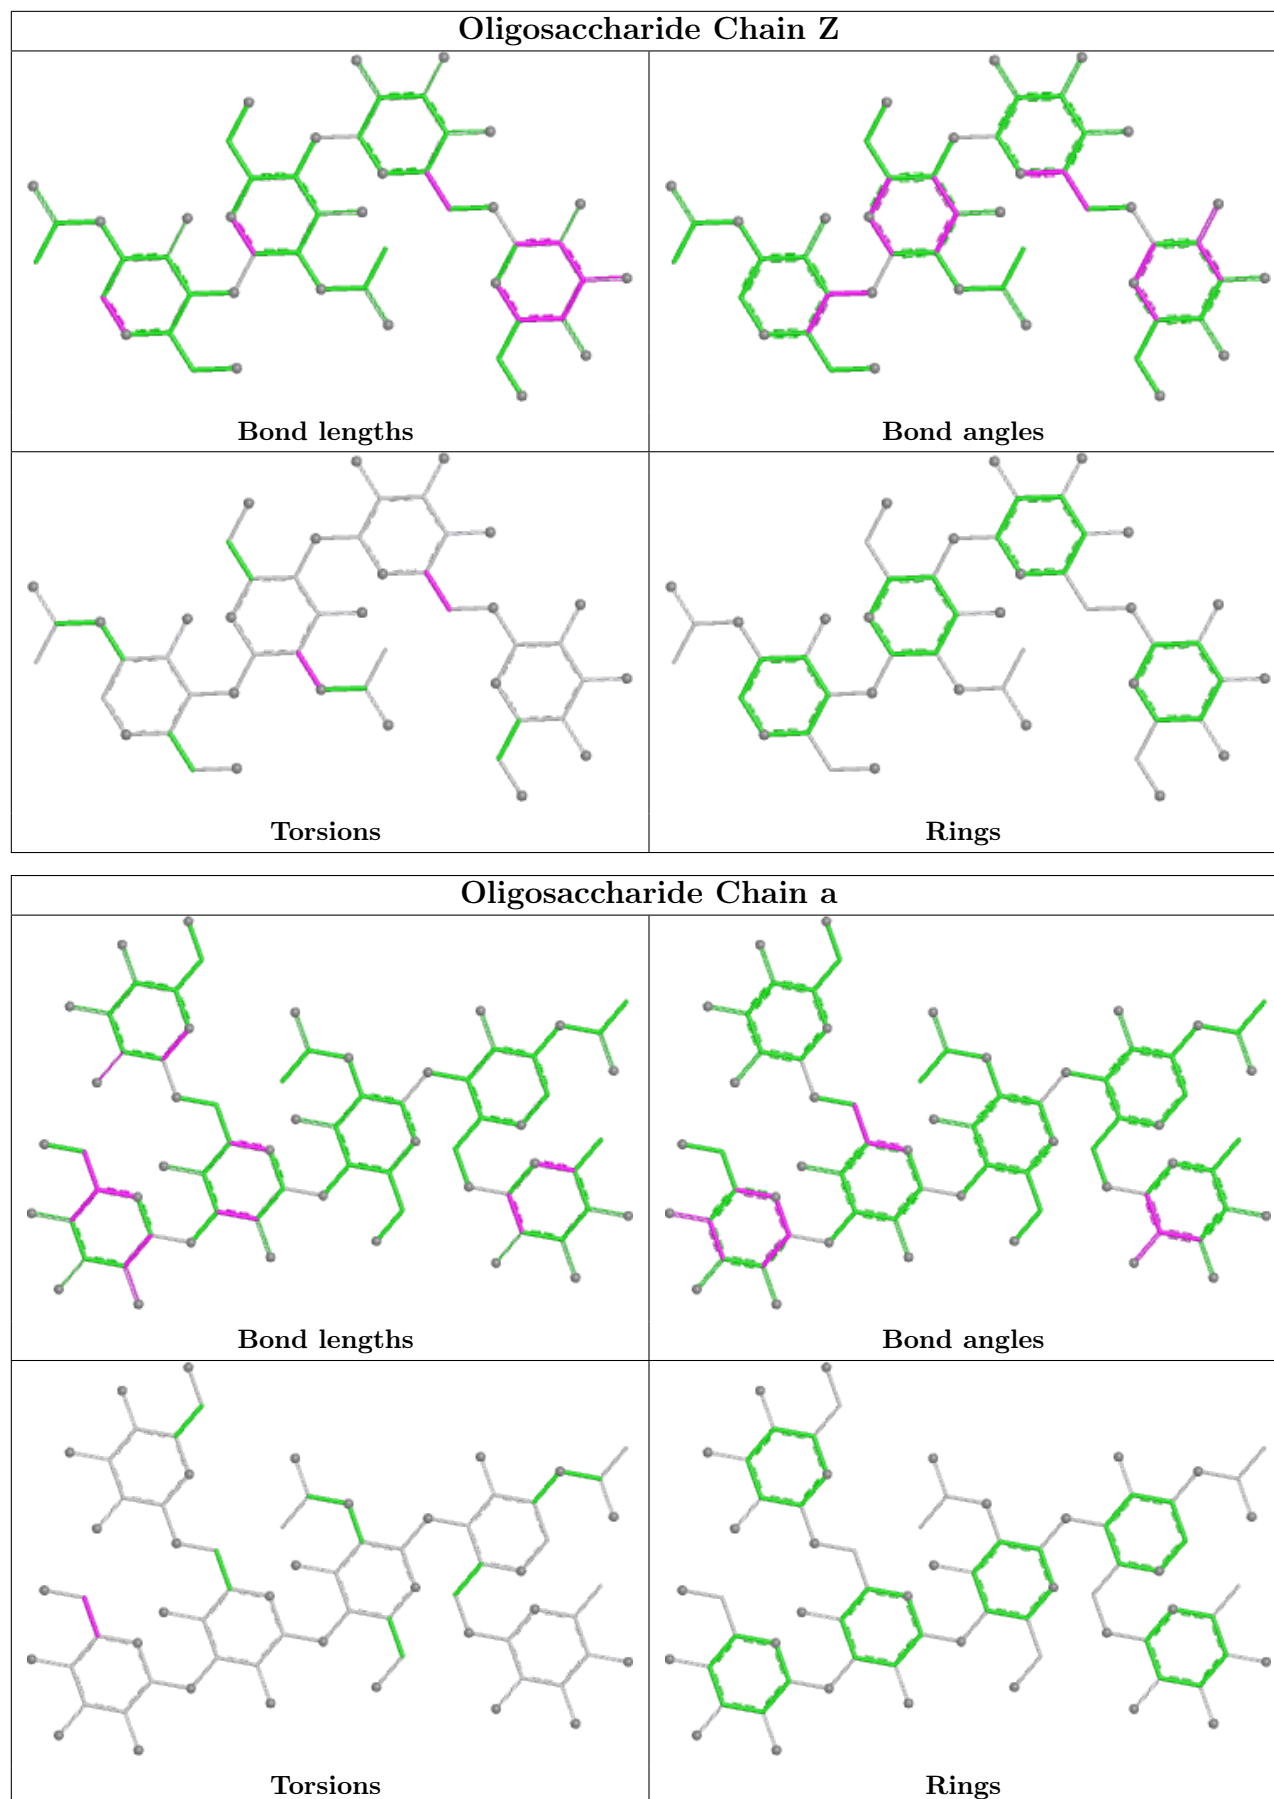 Oligosaccharide Chain Z
Bond lengths
Bond angles
Torsions
Rings
Oligosaccharide Chain a
Bond lengths
Bond angles
Torsions
Rings